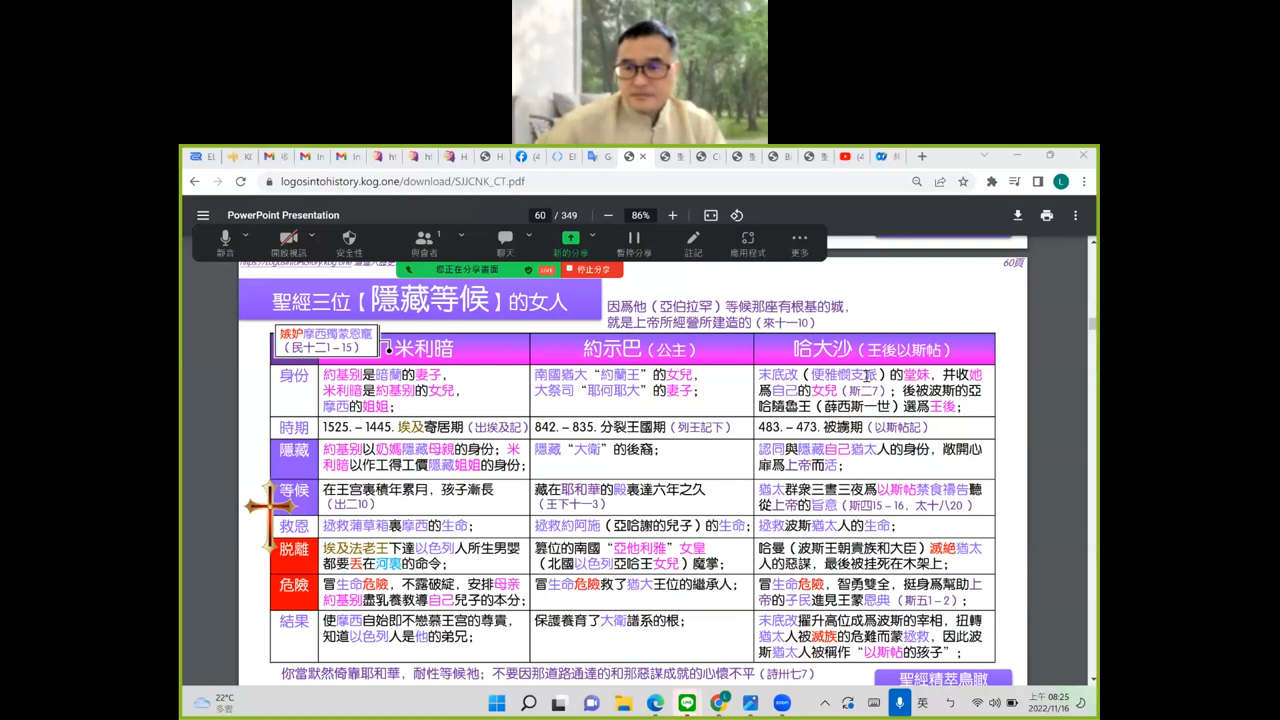 logosintohistory.kog.one/download/SJJCNK_CT.pdf
PowerPoint Presentation
60 / 349
86%
靜音
開啟視訊
安全性
與會者
1
聊天
新的分享
暫停分享
註記
應用程式
更多
您正在分享畫面
LIVE
停止分享
60頁
聖經三位【隱藏等候】的女人
因爲他（亞伯拉罕）等候那座有根基的城，
就是上帝所經營所建造的（來十一10）
嫉妒摩西獨蒙恩寵
（民十二1－15）
米利暗
約示巴（公主）
哈大沙（王後以斯帖）
身份
約基别是暗蘭的妻子，
米利暗是約基别的女兒，
摩西的姐姐；
南國猶大“約蘭王”的女兒，
大祭司“耶何耶大”的妻子；
末底改（便雅憫支派）的堂妹，并收她
爲自己的女兒（斯二7）；後被波斯的亞
哈隨魯王（薛西斯一世）選爲王後；
時期
1525. – 1445. 埃及寄居期（出埃及記）
842. – 835. 分裂王國期（列王記下）
483. – 473. 被擄期（以斯帖記）
隱藏
約基别以奶媽隱藏母親的身份；米
利暗以作工得工價隱藏姐姐的身份；
隱藏“大衛”的後裔；
認同與隱藏自己猶太人的身份，敞開心
扉爲上帝而活；
等候
在王宫裏積年累月，孩子漸長
（出二10）
藏在耶和華的殿裏達六年之久
（王下十一3）
猶太群衆三晝三夜爲以斯帖禁食禱告聽
從上帝的旨意（斯四15－16，太十八20）
救恩
拯救蒲草箱裏摩西的生命；
拯救約阿施（亞哈謝的兒子）的生命；
拯救波斯猶太人的生命；
脱離
埃及法老王下達以色列人所生男嬰
都要丢在河裏的命令；
篡位的南國“亞他利雅”女皇
（北國以色列亞哈王女兒）魔掌；
哈曼（波斯王朝貴族和大臣）滅絶猶太
人的惡謀，最後被挂死在木架上；
危險
冒生命危險，不露破綻，安排母亲
約基别盡乳養教導自己兒子的本分；
冒生命危險救了猶大王位的繼承人；
冒生命危險，智勇雙全，挺身爲幫助上
帝的子民進見王蒙恩典（斯五1－2）；
結果
使摩西自始即不戀慕王宫的尊貴，
知道以色列人是他的弟兄；
保護養育了大衛譜系的根；
末底改擢升高位成爲波斯的宰相，扭轉
猶太人被滅族的危難而蒙拯救，因此波
斯猶太人被稱作“以斯帖的孩子”；
你當默然倚靠耶和華，耐性等候祂；不要因那道路通達的和那惡謀成就的心懷不平（詩卅七7）
聖經精萃鳥瞰
22°C
多雲
英
上午 08:25
2022/11/16